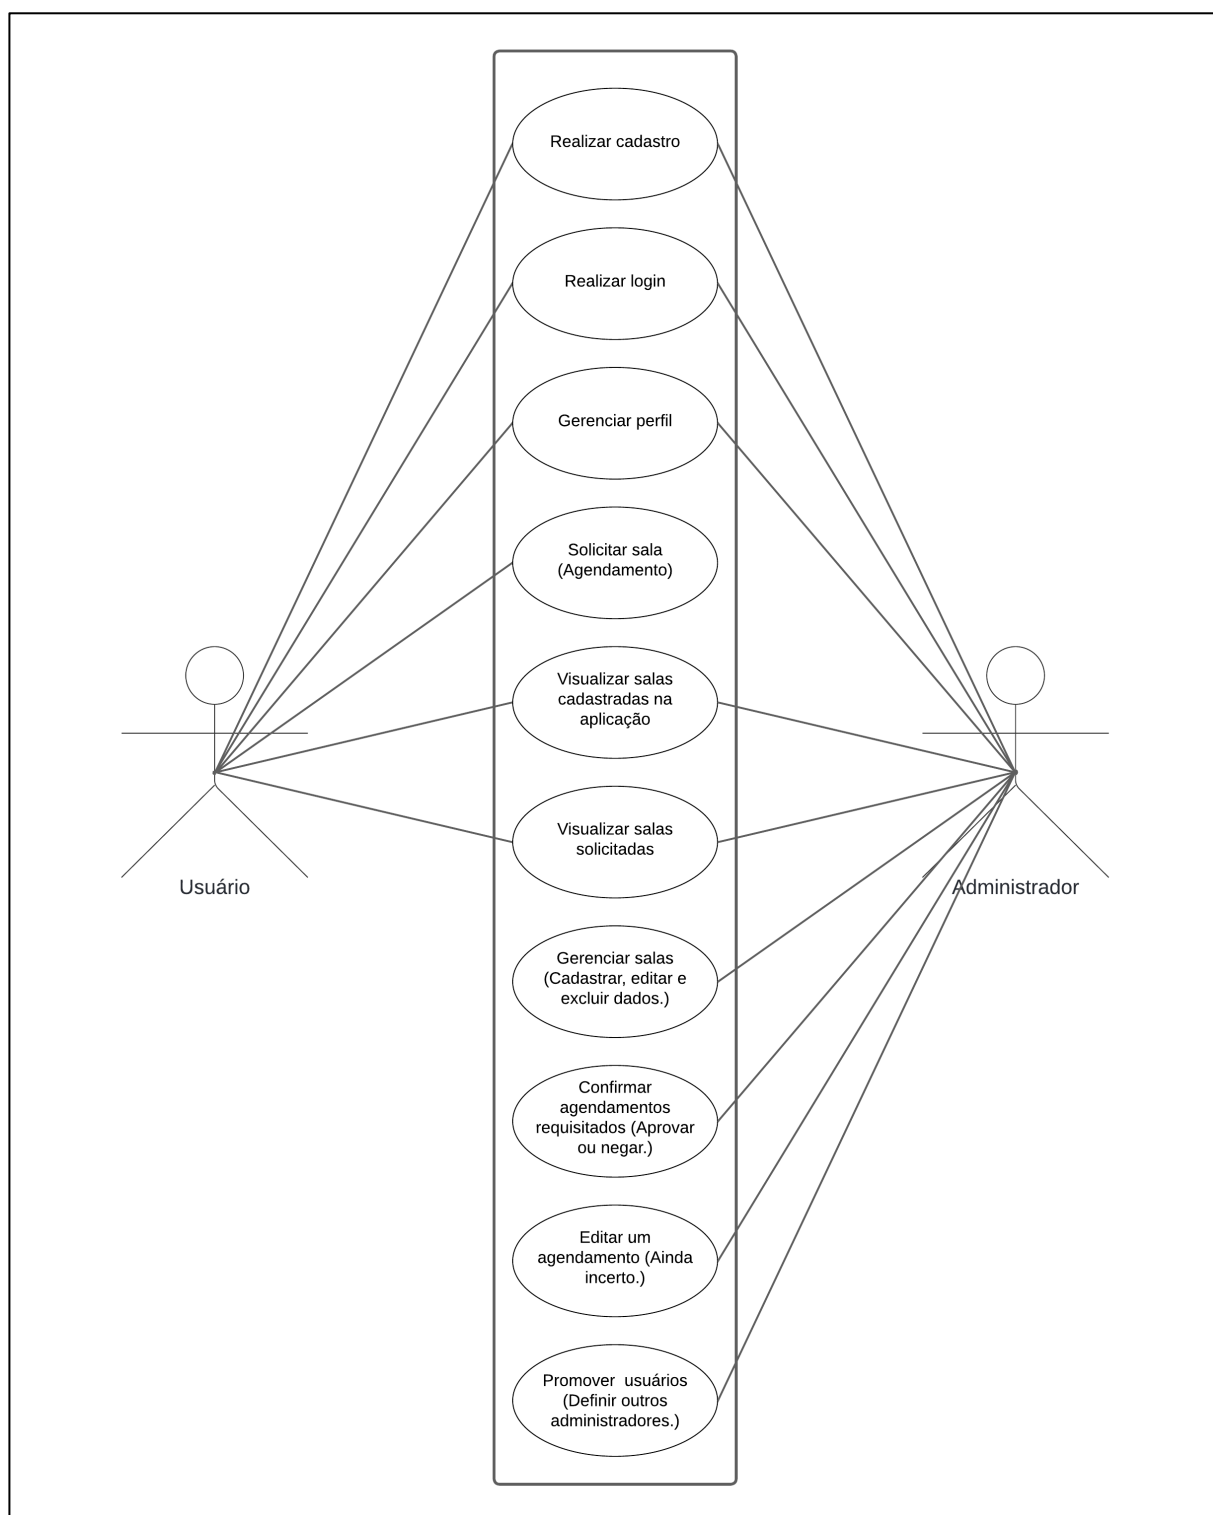 Realizar cadastro
Realizar login
Gerenciar perfil
Solicitar sala
(Agendamento)
Visualizar salas
cadastradas na
aplicação
Visualizar salas
solicitadas
Usuário
Administrador
Gerenciar salas
(Cadastrar, editar e
excluir dados.)
Confirmar
agendamentos
requisitados (Aprovar
ou negar.)
Editar um
agendamento (Ainda
incerto.)
Promover  usuários
(Definir outros
administradores.)